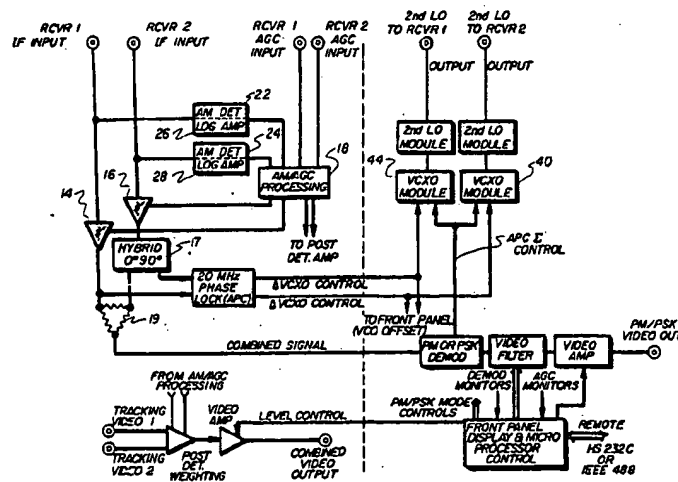 RCVR 1
IF INPUT
RCVR 2
IF INPUT
RCVR 1
AGC
INPUT
RCVR 2
AGC
INPUT
2nd LO
TO RCVR 1
2nd LO
TO RCVR 2
OUTPUT
OUTPUT
AM DET.
LOG AMP
22
26
AM DET.
LOG AMP
24
28
18
AM/AGC
PROCESSING
16
14
HYBRID
0° 90°
17
TO POST
DET. AMP
2nd LO
MODULE
2nd LO
MODULE
44
VCXO
MODULE
VCXO
MODULE
40
APC Σ
CONTROL
20 MHz
PHASE
LOCK (APC)
Δ VCXO CONTROL
Δ VCXO CONTROL
19
TO FRONT PANEL
(VCO OFFSET)
COMBINED SIGNAL
PM OR PSK
DEMOD
VIDEO
FILTER
VIDEO
AMP
PM/PSK
VIDEO OUT
DEMOD
MONITORS
AGC
MONITORS
PM/PSK MODE
CONTROLS
FROM AM/AGC
PROCESSING
TRACKING
VIDEO 1
TRACKING
VIDEO 2
POST
DET.
WEIGHTING
VIDEO
AMP
LEVEL CONTROL
COMBINED
VIDEO
OUTPUT
FRONT PANEL
DISPLAY & MICRO
PROCESSOR
CONTROL
REMOTE
HS 232C
OR
IEEE 488